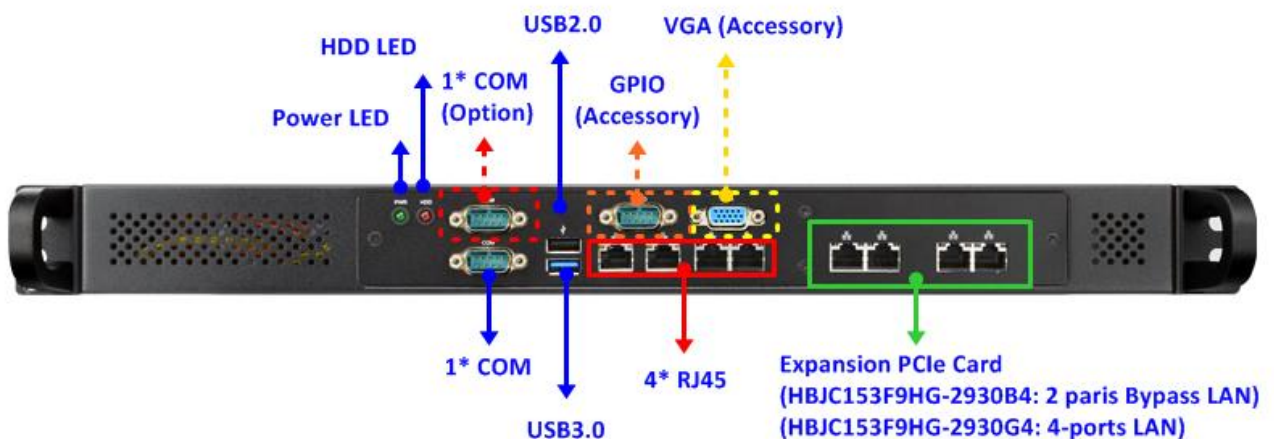 USB2.0
VGA (Accessory)
HDD LED
1* COM
(Option)
GPIO
(Accessory)
Power LED
PWR
HDD
COM
1* COM
4* RJ45
USB3.0
Expansion PCIe Card
(HBJC153F9HG-2930B4: 2 paris Bypass LAN)
(HBJC153F9HG-2930G4: 4-ports LAN)